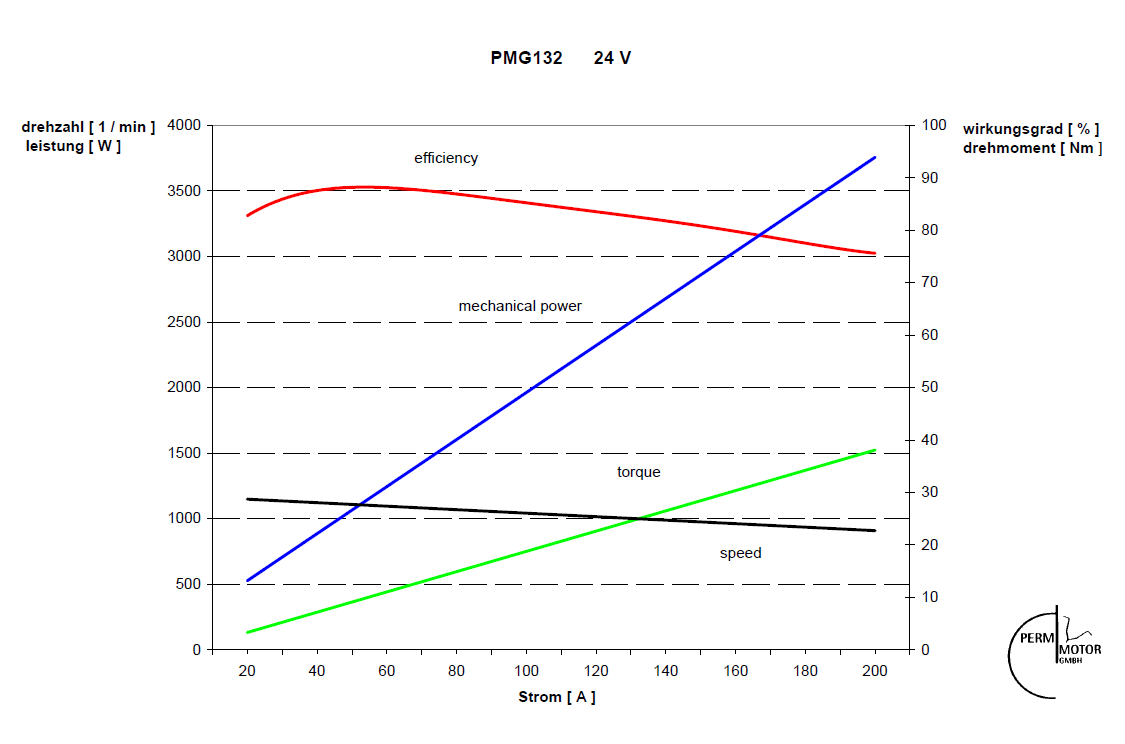 PMG132 24 V
drehzahl [ 1 / min ]
leistung [ W ]
wirkungsgrad [ % ]
drehmoment [ Nm ]
4000
3500
3000
2500
2000
1500
1000
500
0
100
90
80
70
60
50
40
30
20
10
0
efficiency
mechanical power
torque
speed
20 40 60 80 100 120 140 160 180 200
Strom [ A ]
PERM
MOTOR
GMBH